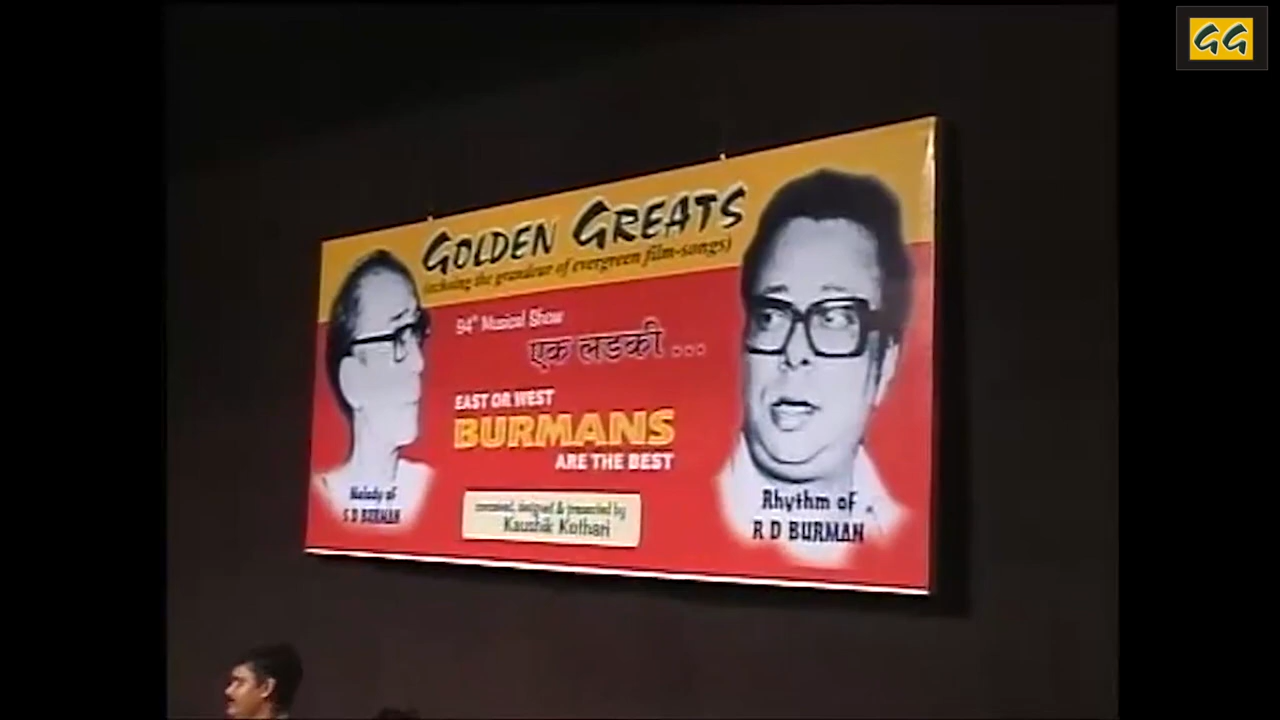 GG
GOLDEN GREATS
(echoing the grandeur of evergreen film-songs)
94th Musical Show
एक लडकी ...
EAST OR WEST
BURMANS
ARE THE BEST
conceived, designed & presented by
Kaushik Kothari
Melody of
S D BURMAN
Rhythm of
R D BURMAN